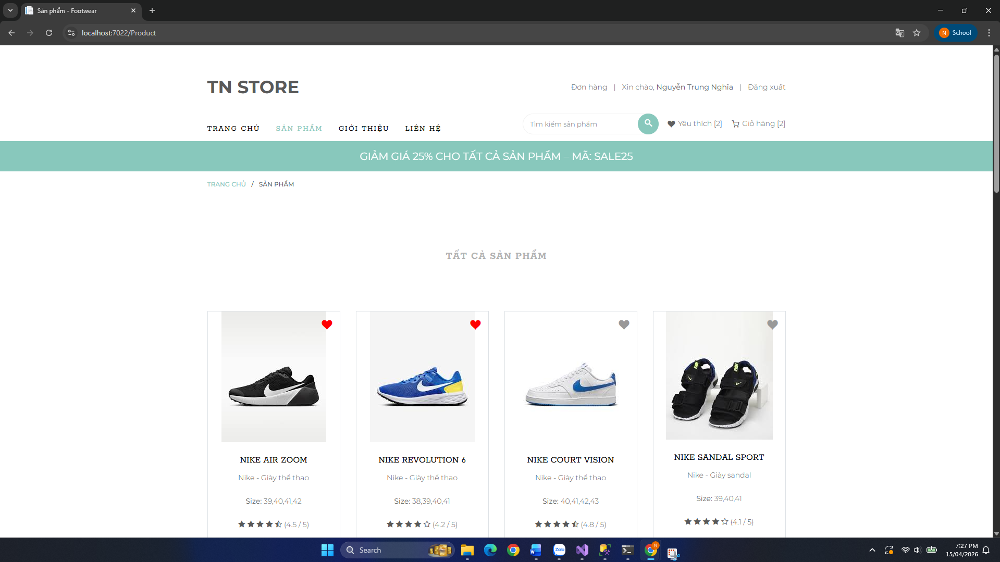 Sản phẩm - Footwear
localhost:7022/Product
N School
TN STORE
Đơn hàng | Xin chào, Nguyễn Trung Nghĩa | Đăng xuất
TRANG CHỦ SẢN PHẨM GIỚI THIỆU LIÊN HỆ
Tìm kiếm sản phẩm
Yêu thích [2]
Giỏ hàng [2]
GIẢM GIÁ 25% CHO TẤT CẢ SẢN PHẨM – MÃ: SALE25
TRANG CHỦ / SẢN PHẨM
TẤT CẢ SẢN PHẨM
NIKE AIR ZOOM
Nike - Giày thể thao
Size: 39,40,41,42
(4.5 / 5)
NIKE REVOLUTION 6
Nike - Giày thể thao
Size: 38,39,40,41
(4.2 / 5)
NIKE COURT VISION
Nike - Giày thể thao
Size: 40,41,42,43
(4.8 / 5)
NIKE SANDAL SPORT
Nike - Giày sandal
Size: 39,40,41
(4.1 / 5)
Search
Zalo
N
7:27 PM
15/04/2026